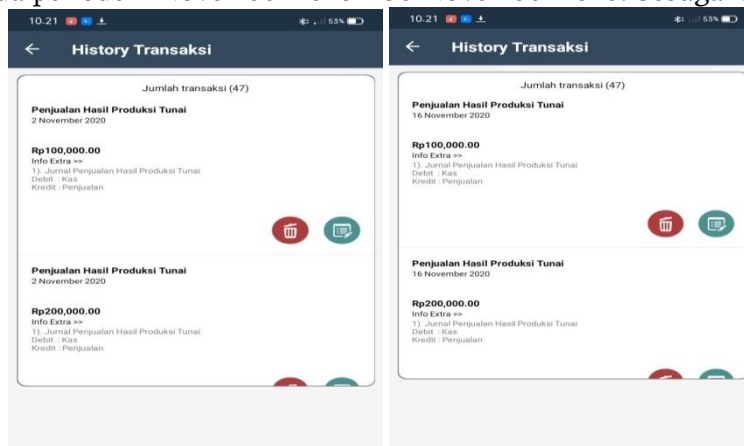 10.21
53%
History Transaksi
Jumlah transaksi (47)
Penjualan Hasil Produksi Tunai
2 November 2020
Rp100,000.00
Info Extra >>
1). Jurnal Penjualan Hasil Produksi Tunai
Debit : Kas
Kredit : Penjualan
Penjualan Hasil Produksi Tunai
2 November 2020
Rp200,000.00
Info Extra >>
1). Jurnal Penjualan Hasil Produksi Tunai
Debit : Kas
Kredit : Penjualan
10.21
53%
History Transaksi
Jumlah transaksi (47)
Penjualan Hasil Produksi Tunai
16 November 2020
Rp100,000.00
Info Extra >>
1). Jurnal Penjualan Hasil Produksi Tunai
Debit : Kas
Kredit : Penjualan
Penjualan Hasil Produksi Tunai
16 November 2020
Rp200,000.00
Info Extra >>
1). Jurnal Penjualan Hasil Produksi Tunai
Debit : Kas
Kredit : Penjualan